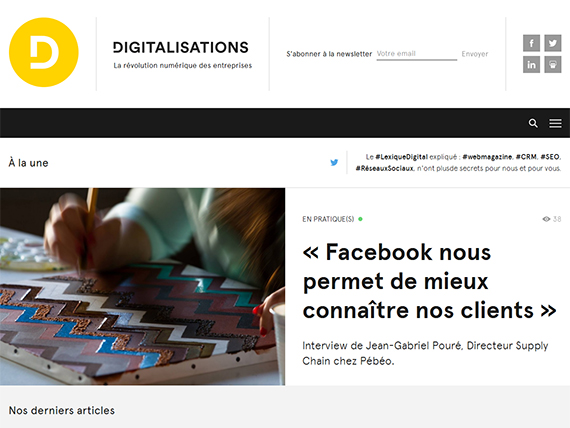 D
DIGITALISATIONS
La révolution numérique des entreprises
S'abonner à la newsletter Votre email Envoyer
À la une
Le #LexiqueDigital expliqué : #webmagazine, #CRM, #SEO,
#RéseauxSociaux, n'ont plusde secrets pour nous et pour vous.
EN PRATIQUE(S)
38
« Facebook nous
permet de mieux
connaître nos clients »
Interview de Jean-Gabriel Pouré, Directeur Supply
Chain chez Pébéo.
Nos derniers articles